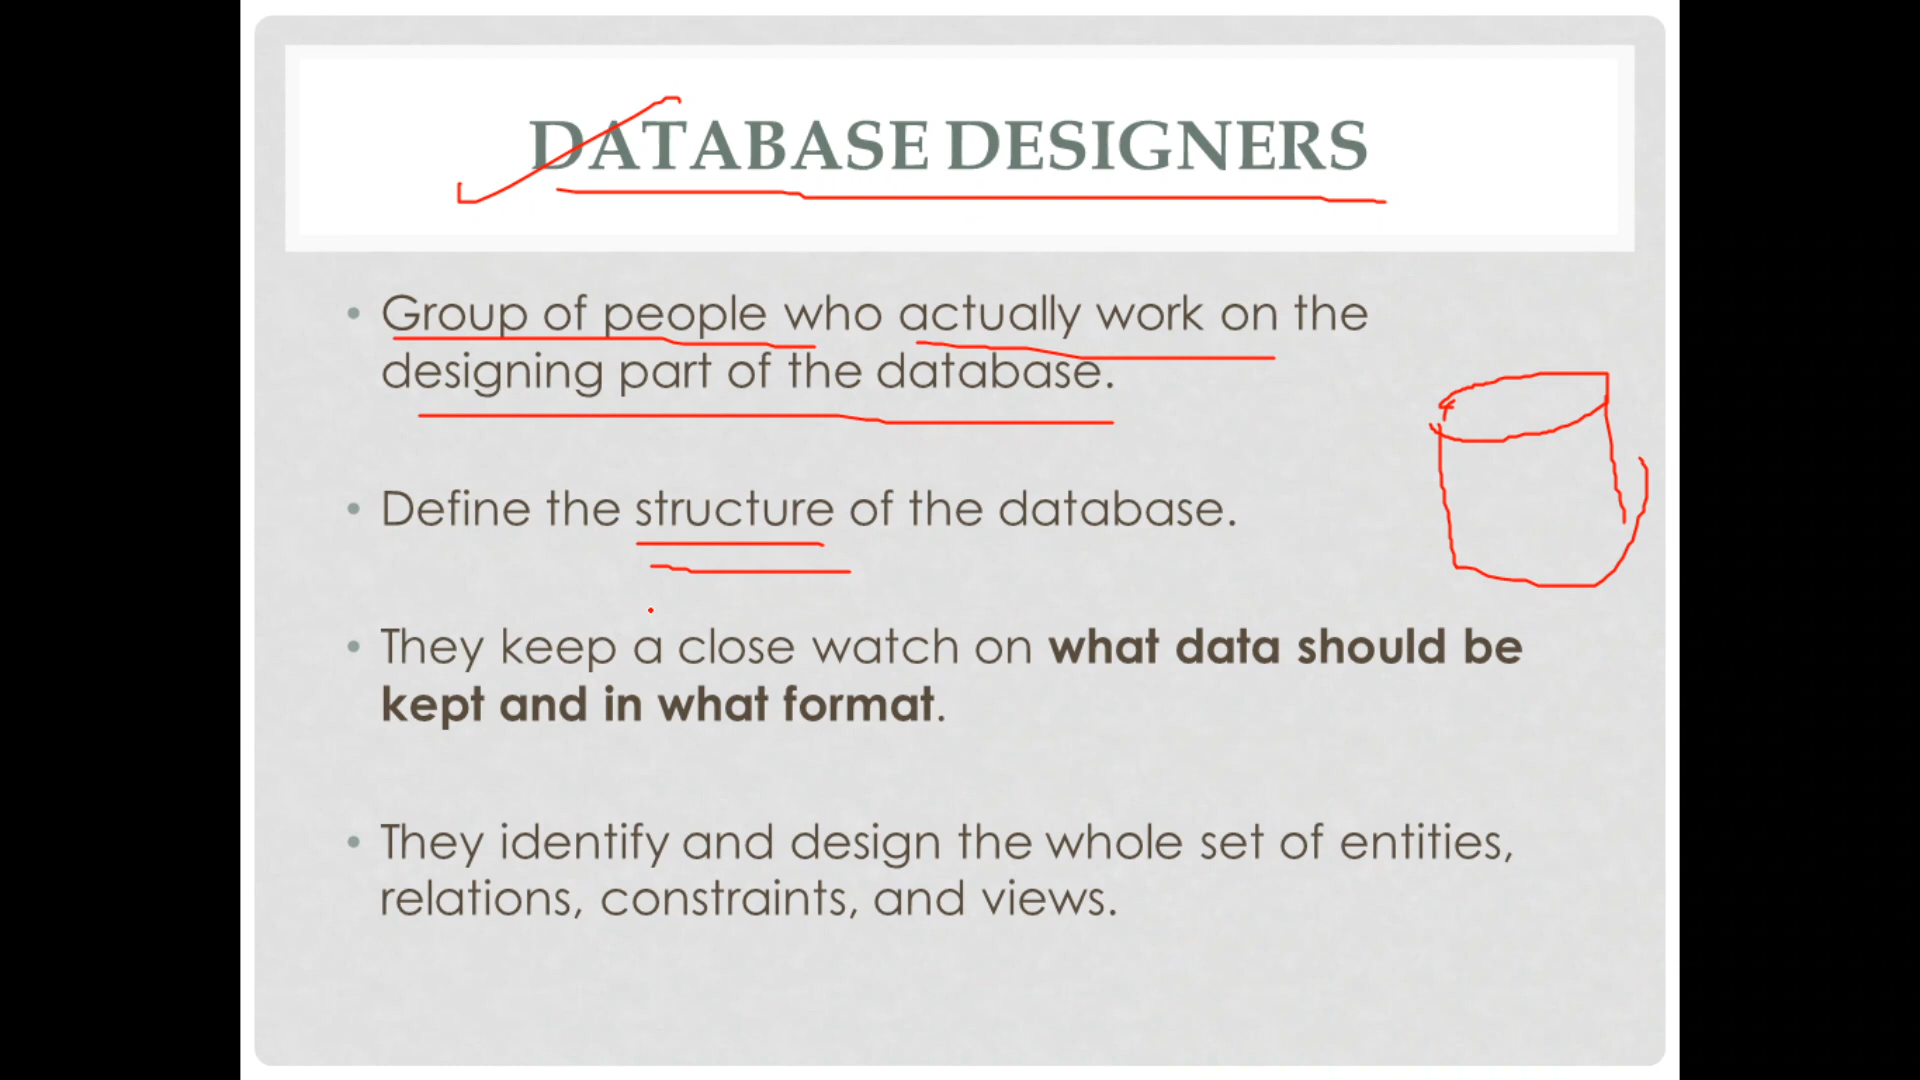 DATABASE DESIGNERS
• Group of people who actually work on the
designing part of the database.
• Define the structure of the database.
• They keep a close watch on what data should be
kept and in what format.
• They identify and design the whole set of entities,
relations, constraints, and views.